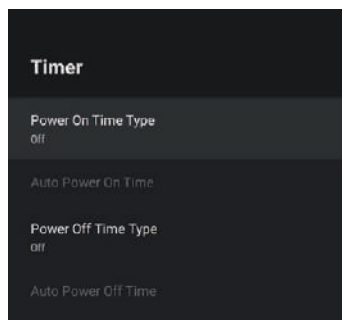 Timer
Power On Time Type
Off
Auto Power On Time
Power Off Time Type
Off
Auto Power Off Time